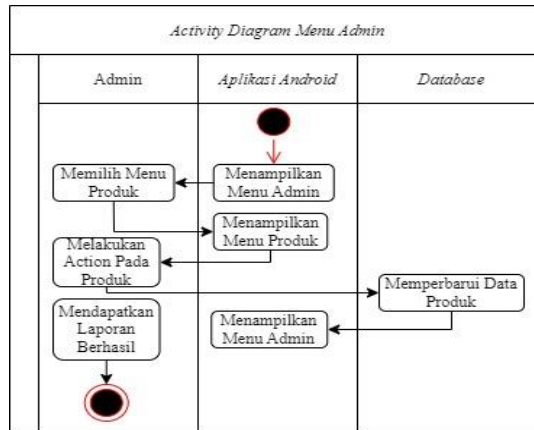 Activity Diagram Menu Admin
Admin
Aplikasi Android
Database
Menampilkan
Menu Admin
Memilih Menu
Produk
Menampilkan
Menu Produk
Melakukan
Action Pada
Produk
Memperbarui Data
Produk
Menampilkan
Menu Admin
Mendapatkan
Laporan
Berhasil